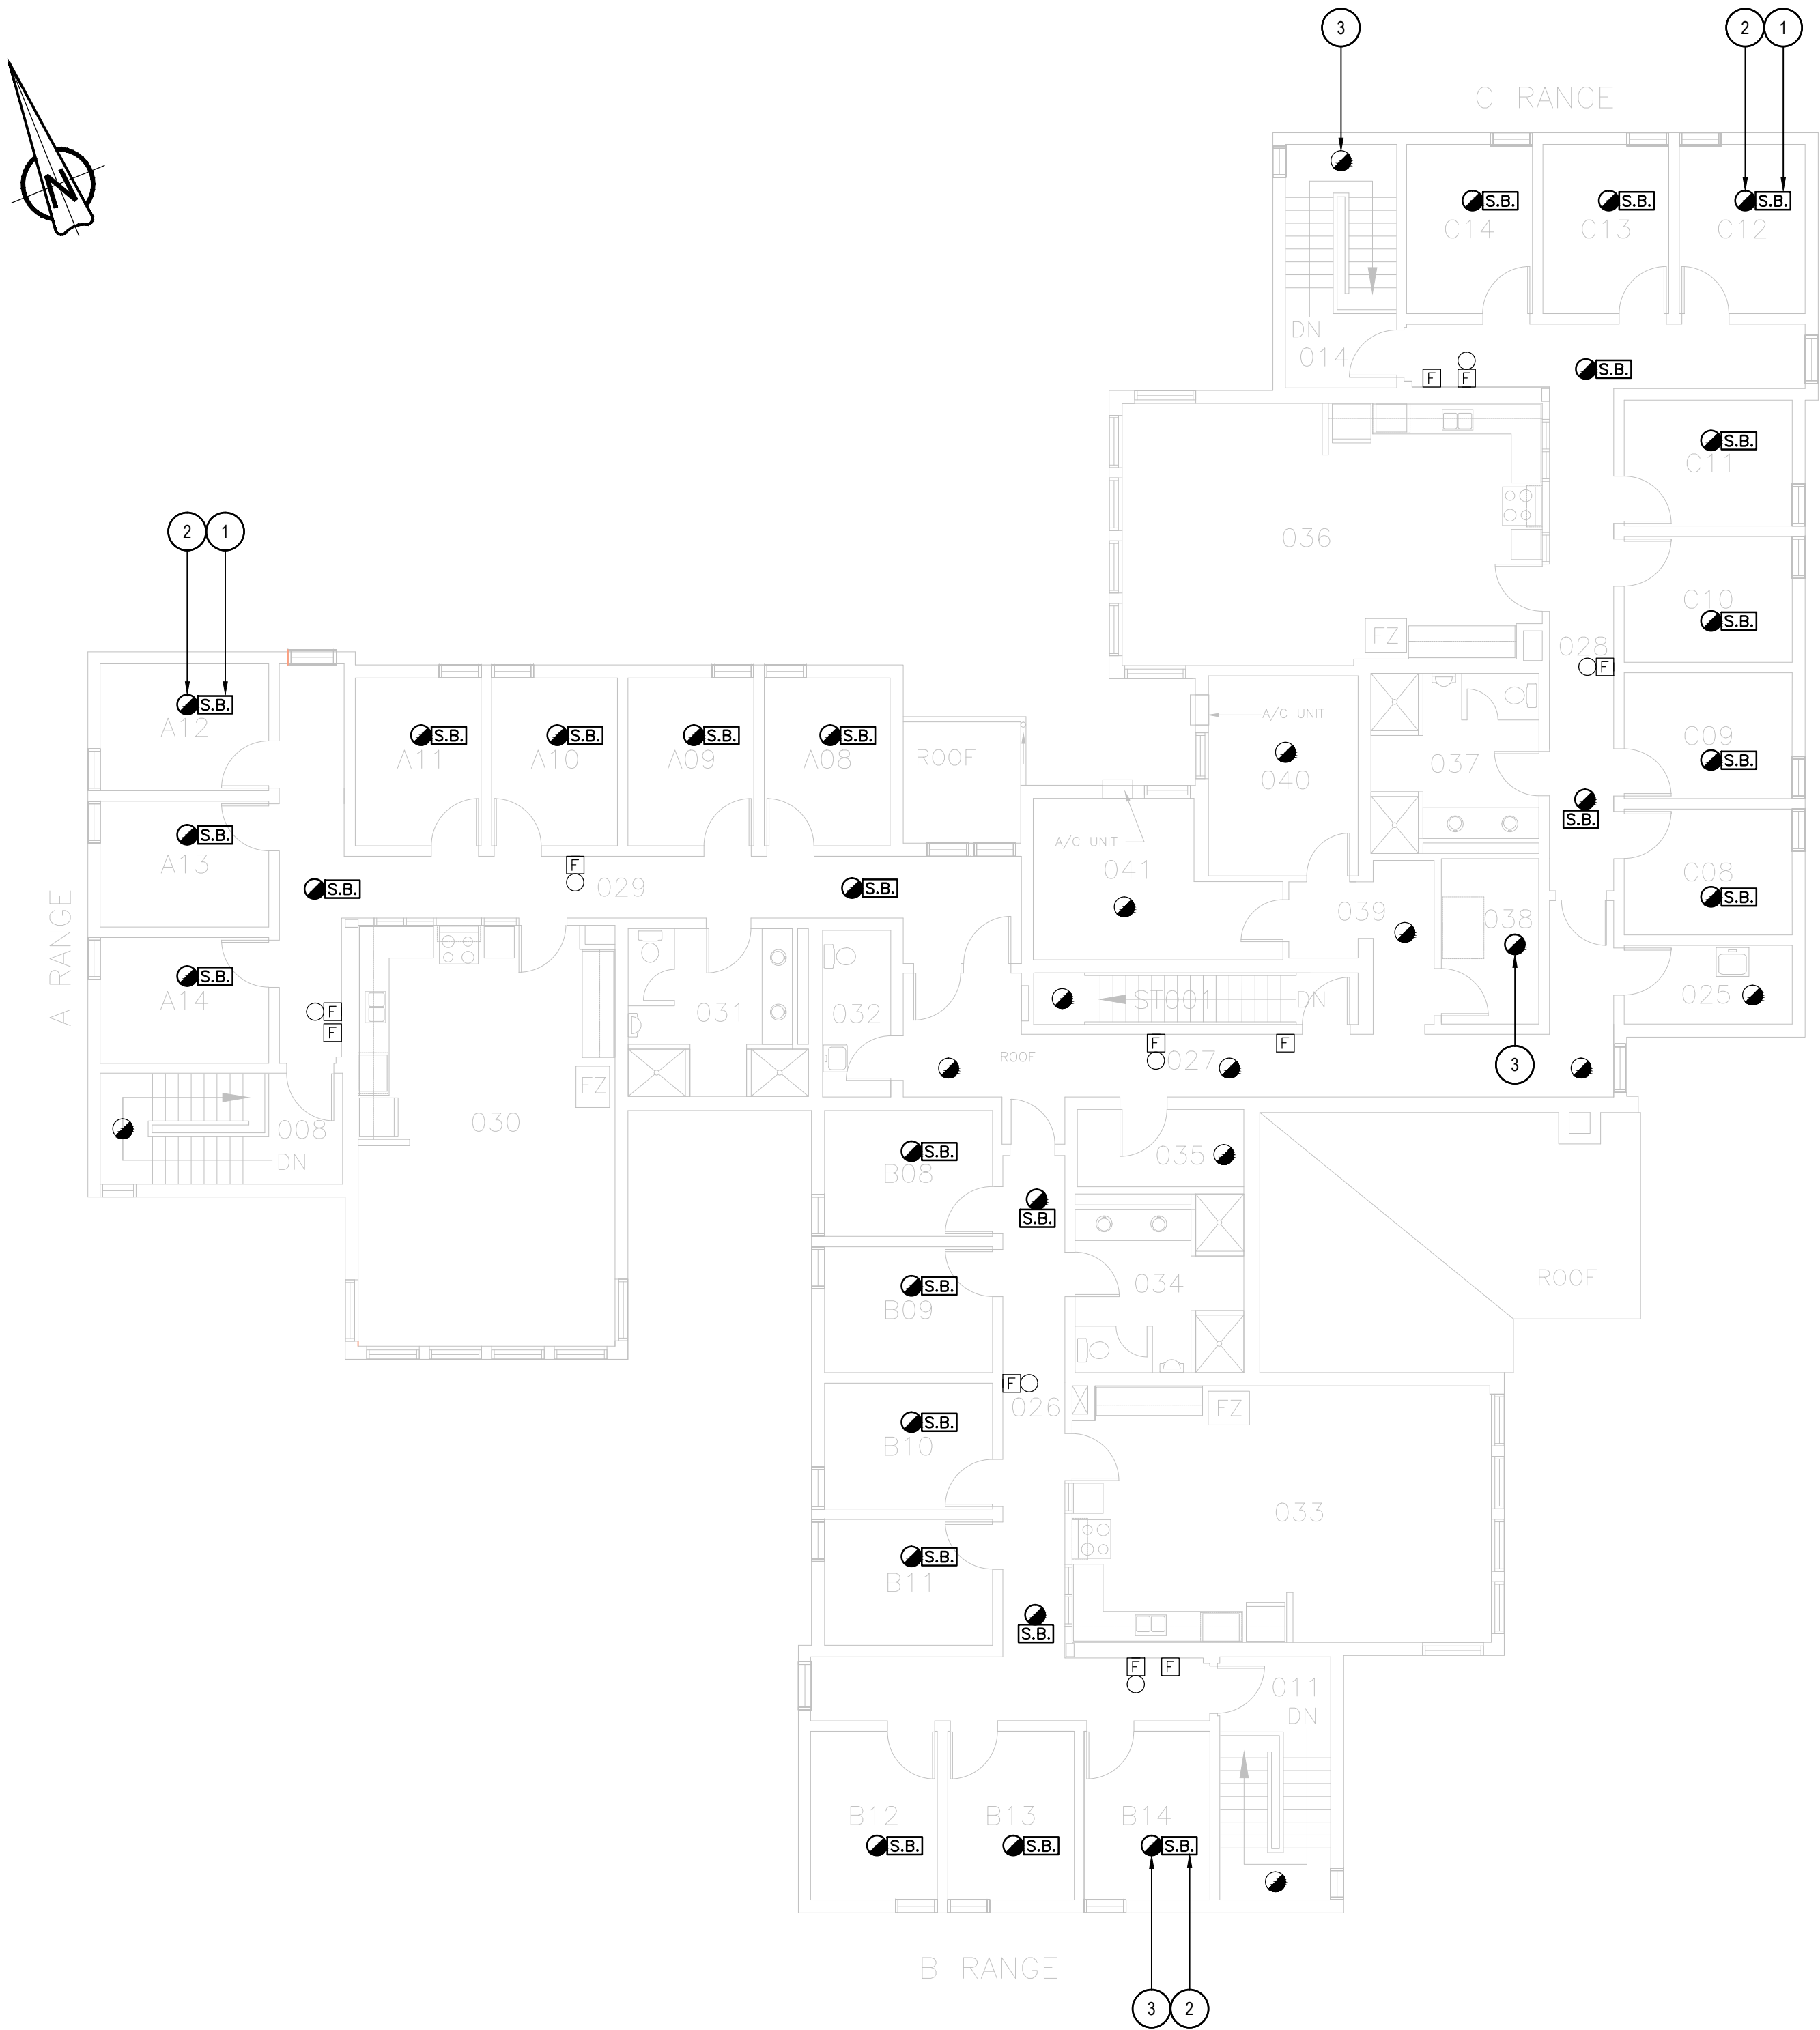 3
2 1
C RANGE
N
S.B. S.B. S.B.
C14 C13 C12
DN
014
S.B.
F F
S.B.
C11
036
2 1
C10
S.B.
028
FZ
F
S.B.
A12
A/C UNIT
S.B. S.B. S.B. S.B.
A11 A10 A09 A08
ROOF
C09
037
S.B.
040
S.B.
S.B.
A13
A/C UNIT
041
F
029
S.B.
S.B.
C08
S.B.
039
038
A RANGE
S.B.
A14
025
ST001
DN
F
F
031
032
F
F
027
ROOF
3
FZ
030
008
DN
S.B.
B08
035
S.B.
034
ROOF
S.B.
B09
F
026
FZ
S.B.
B10
033
S.B.
B11
S.B.
F F
011
DN
B12 B13 B14
S.B. S.B. S.B.
B RANGE
3 2